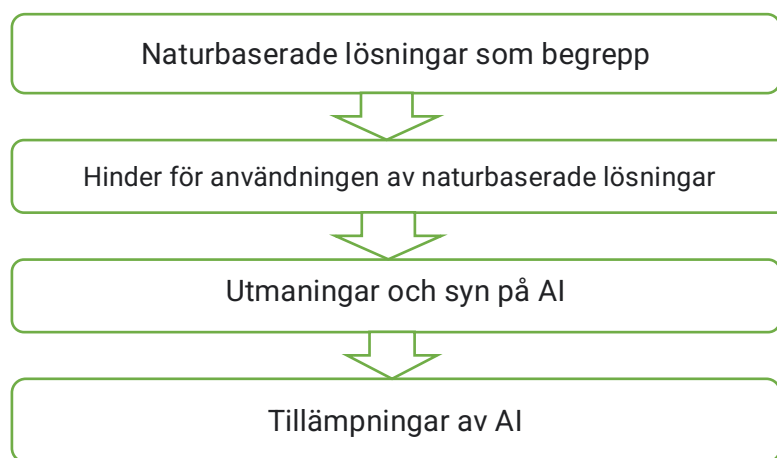 Naturbaserade lösningar som begrepp
Hinder för användningen av naturbaserade lösningar
Utmaningar och syn på AI
Tillämpningar av AI